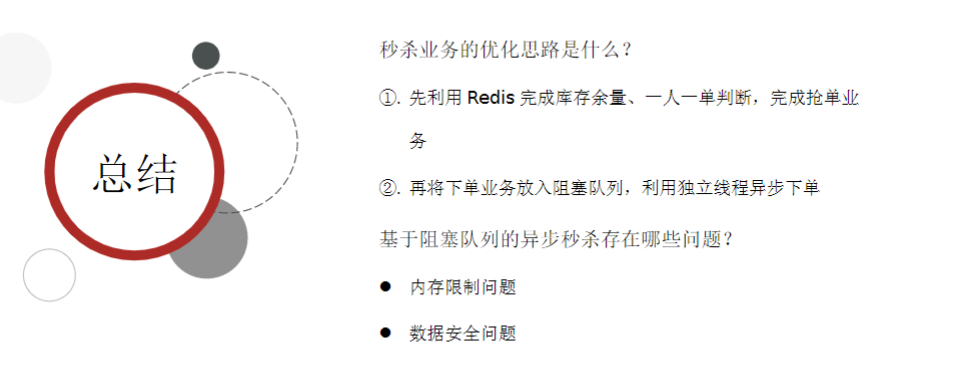 总结
秒杀业务的优化思路是什么？
①. 先利用 Redis 完成库存余量、一人一单判断，完成抢单业
务
②. 再将下单业务放入阻塞队列，利用独立线程异步下单
基于阻塞队列的异步秒杀存在哪些问题？
● 内存限制问题
● 数据安全问题